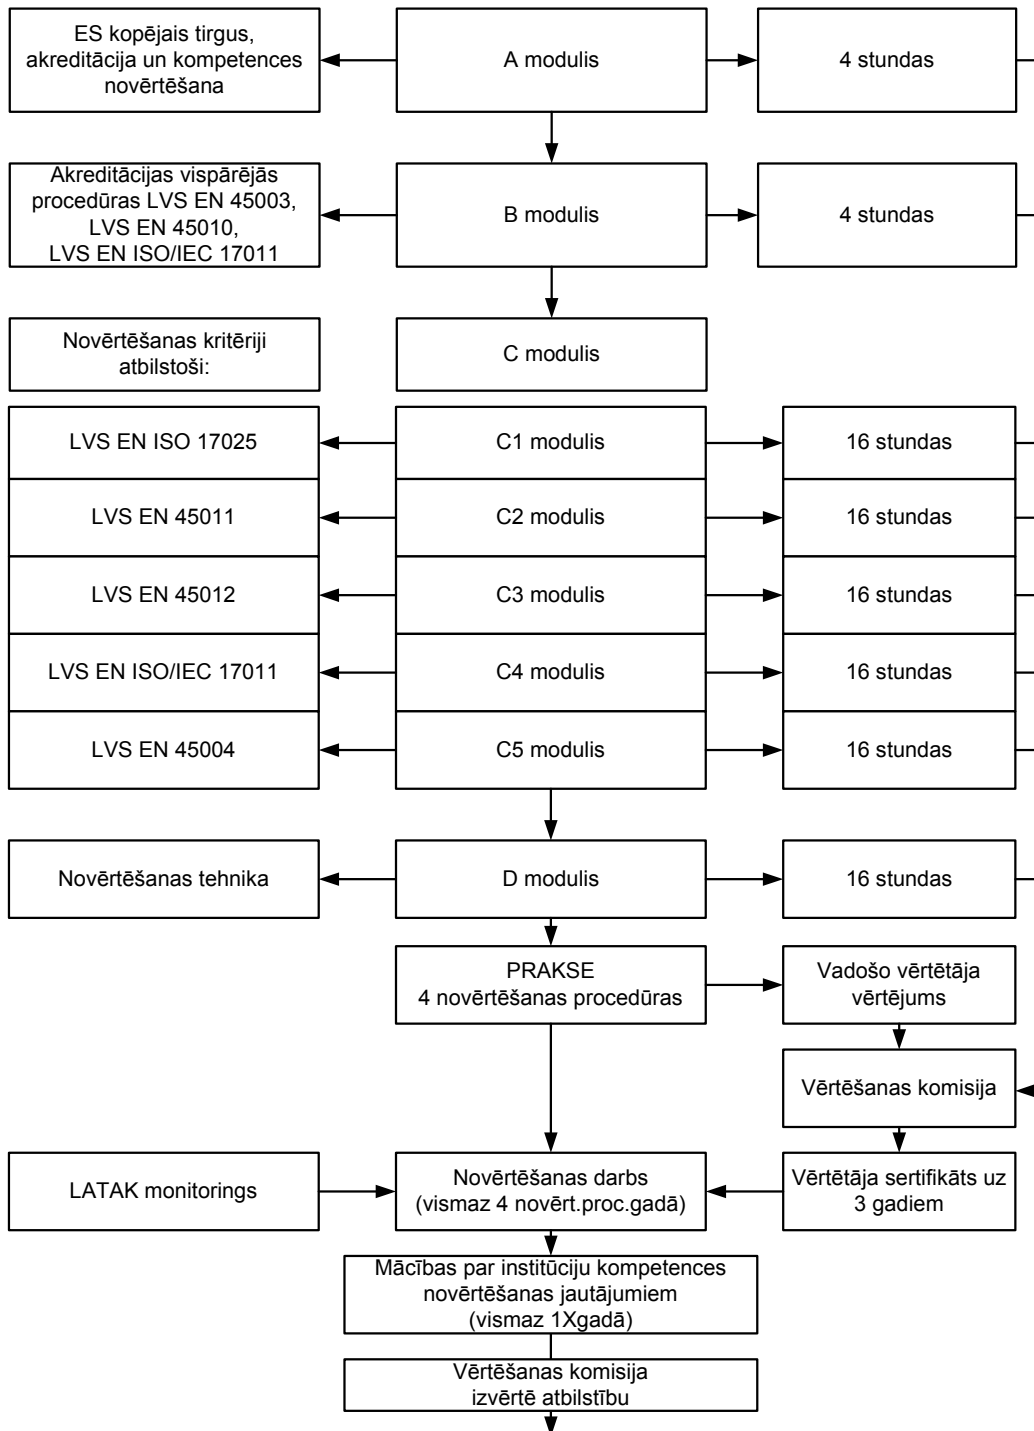 ES kopējais tirgus,
akreditācija un kompetences
novērtēšana
A modulis
4 stundas
Akreditācijas vispārējās
procedūras LVS EN 45003,
LVS EN 45010,
LVS EN ISO/IEC 17011
B modulis
4 stundas
Novērtēšanas kritēriji
atbilstoši:
C modulis
LVS EN ISO 17025
C1 modulis
16 stundas
LVS EN 45011
C2 modulis
16 stundas
LVS EN 45012
C3 modulis
16 stundas
LVS EN ISO/IEC 17011
C4 modulis
16 stundas
LVS EN 45004
C5 modulis
16 stundas
Novērtēšanas tehnika
D modulis
16 stundas
PRAKSE
4 novērtēšanas procedūras
Vadošo vērtētāja
vērtējums
Vērtēšanas komisija
LATAK monitorings
Novērtēšanas darbs
(vismaz 4 novērt.proc.gadā)
Vērtētāja sertifikāts uz
3 gadiem
Mācības par institūciju kompetences
novērtēšanas jautājumiem
(vismaz 1Xgadā)
Vērtēšanas komisija
izvērtē atbilstību